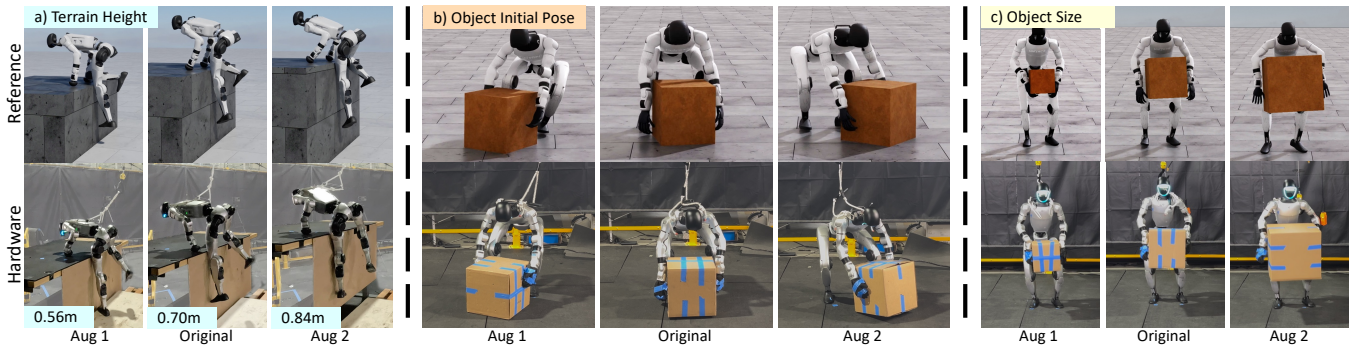 a) Terrain Height
b) Object Initial Pose
c) Object Size
Reference
Hardware
0.56m
0.70m
0.84m
Aug 1
Original
Aug 2
Aug 1
Original
Aug 2
Aug 1
Original
Aug 2